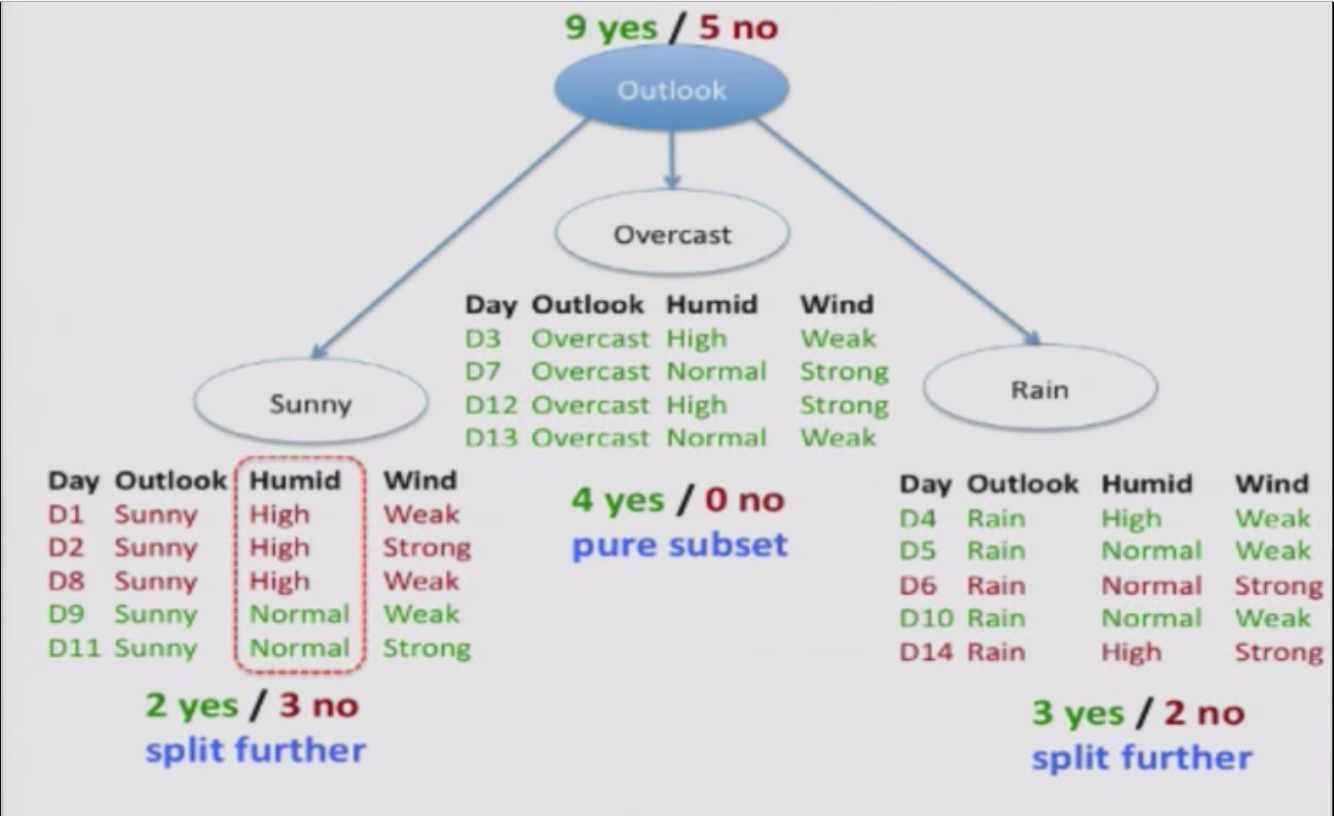 9 yes / 5 no
Outlook
Overcast
Day Outlook Humid Wind
D3 Overcast High Weak
D7 Overcast Normal Strong
D12 Overcast High Strong
D13 Overcast Normal Weak
4 yes / 0 no
pure subset
Sunny
Day Outlook Humid Wind
D1 Sunny High Weak
D2 Sunny High Strong
D8 Sunny High Weak
D9 Sunny Normal Weak
D11 Sunny Normal Strong
2 yes / 3 no
split further
Rain
Day Outlook Humid Wind
D4 Rain High Weak
D5 Rain Normal Weak
D6 Rain Normal Strong
D10 Rain Normal Weak
D14 Rain High Strong
3 yes / 2 no
split further